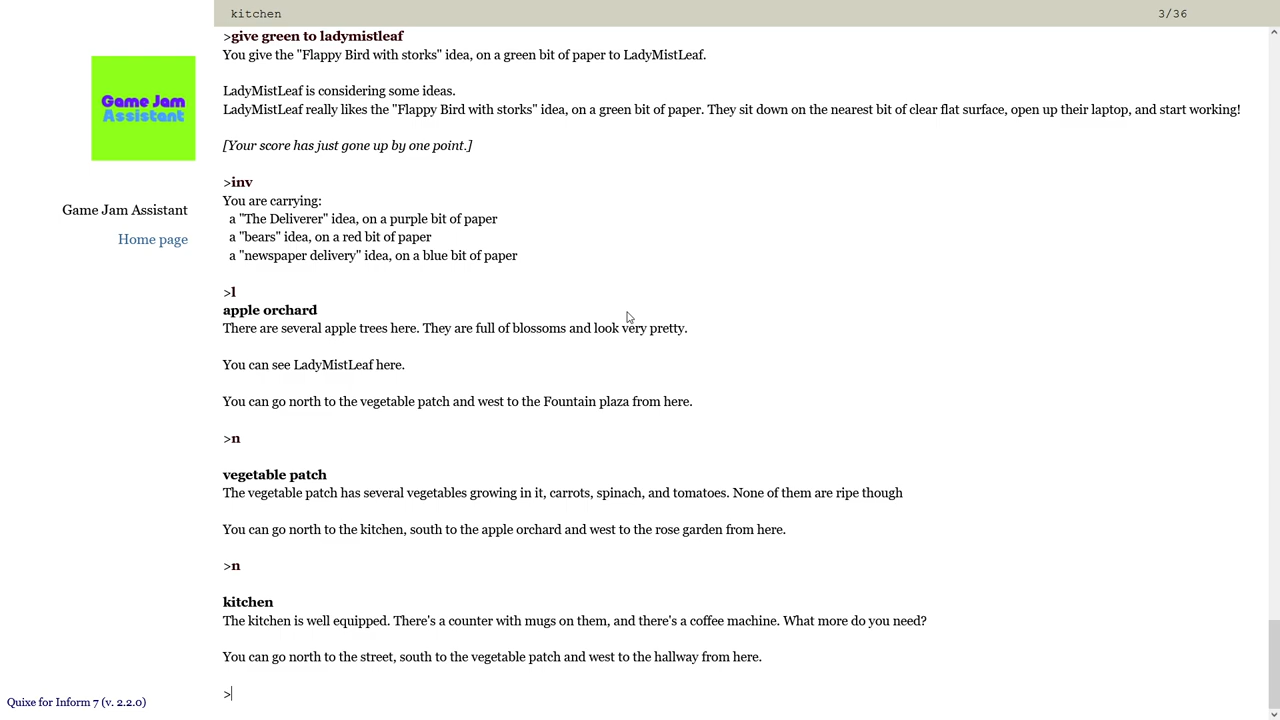 kitchen 3/36
>give green to ladymistleaf
You give the "Flappy Bird with storks" idea, on a green bit of paper to LadyMistLeaf.
LadyMistLeaf is considering some ideas.
LadyMistLeaf really likes the "Flappy Bird with storks" idea, on a green bit of paper. They sit down on the nearest bit of clear flat surface, open up their laptop, and start working!
[Your score has just gone up by one point.]
>inv
You are carrying:
a "The Deliverer" idea, on a purple bit of paper
a "bears" idea, on a red bit of paper
a "newspaper delivery" idea, on a blue bit of paper
>l
apple orchard
There are several apple trees here. They are full of blossoms and look very pretty.
You can see LadyMistLeaf here.
You can go north to the vegetable patch and west to the Fountain plaza from here.
>n
vegetable patch
The vegetable patch has several vegetables growing in it, carrots, spinach, and tomatoes. None of them are ripe though
You can go north to the kitchen, south to the apple orchard and west to the rose garden from here.
>n
kitchen
The kitchen is well equipped. There's a counter with mugs on them, and there's a coffee machine. What more do you need?
You can go north to the street, south to the vegetable patch and west to the hallway from here.
>
Game Jam
Assistant
Game Jam Assistant
Home page
Quixe for Inform 7 (v. 2.2.0)